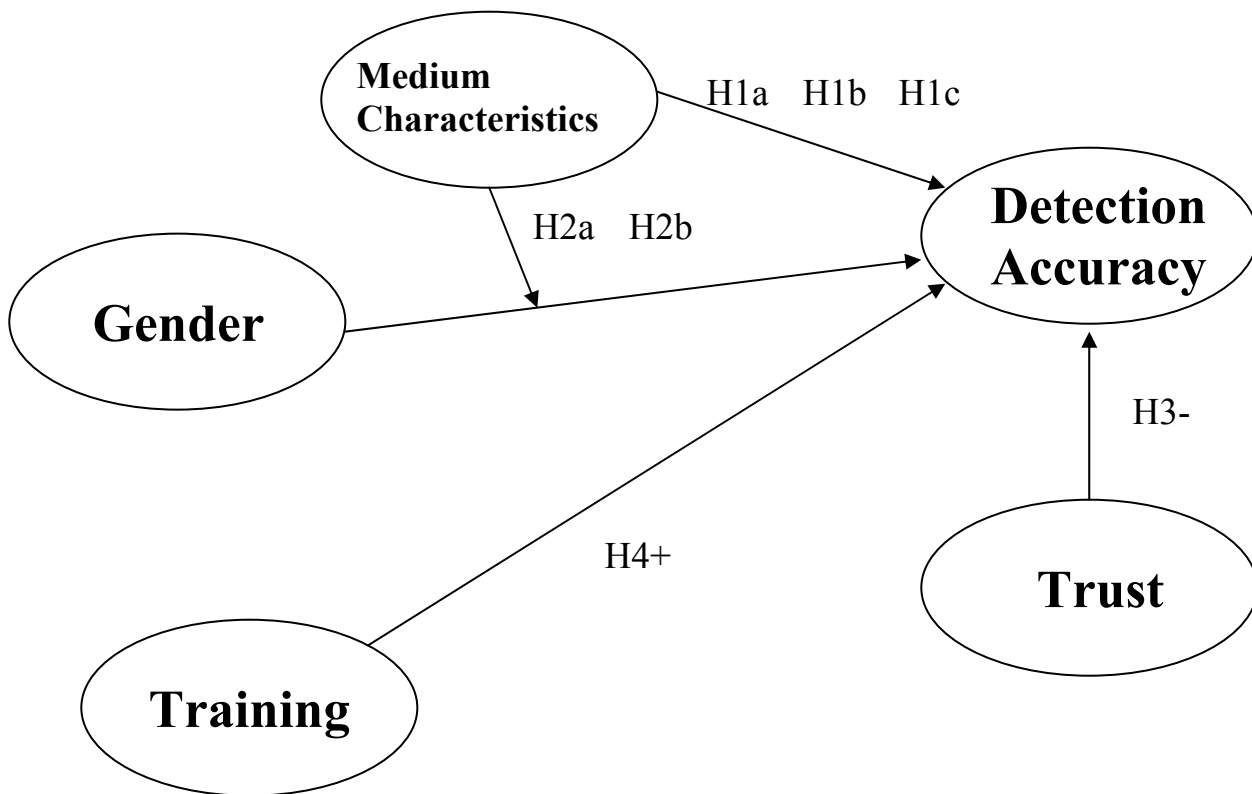 Medium
Characteristics
H1a H1b H1c
Detection
Accuracy
H2a H2b
Gender
H3-
H4+
Trust
Training